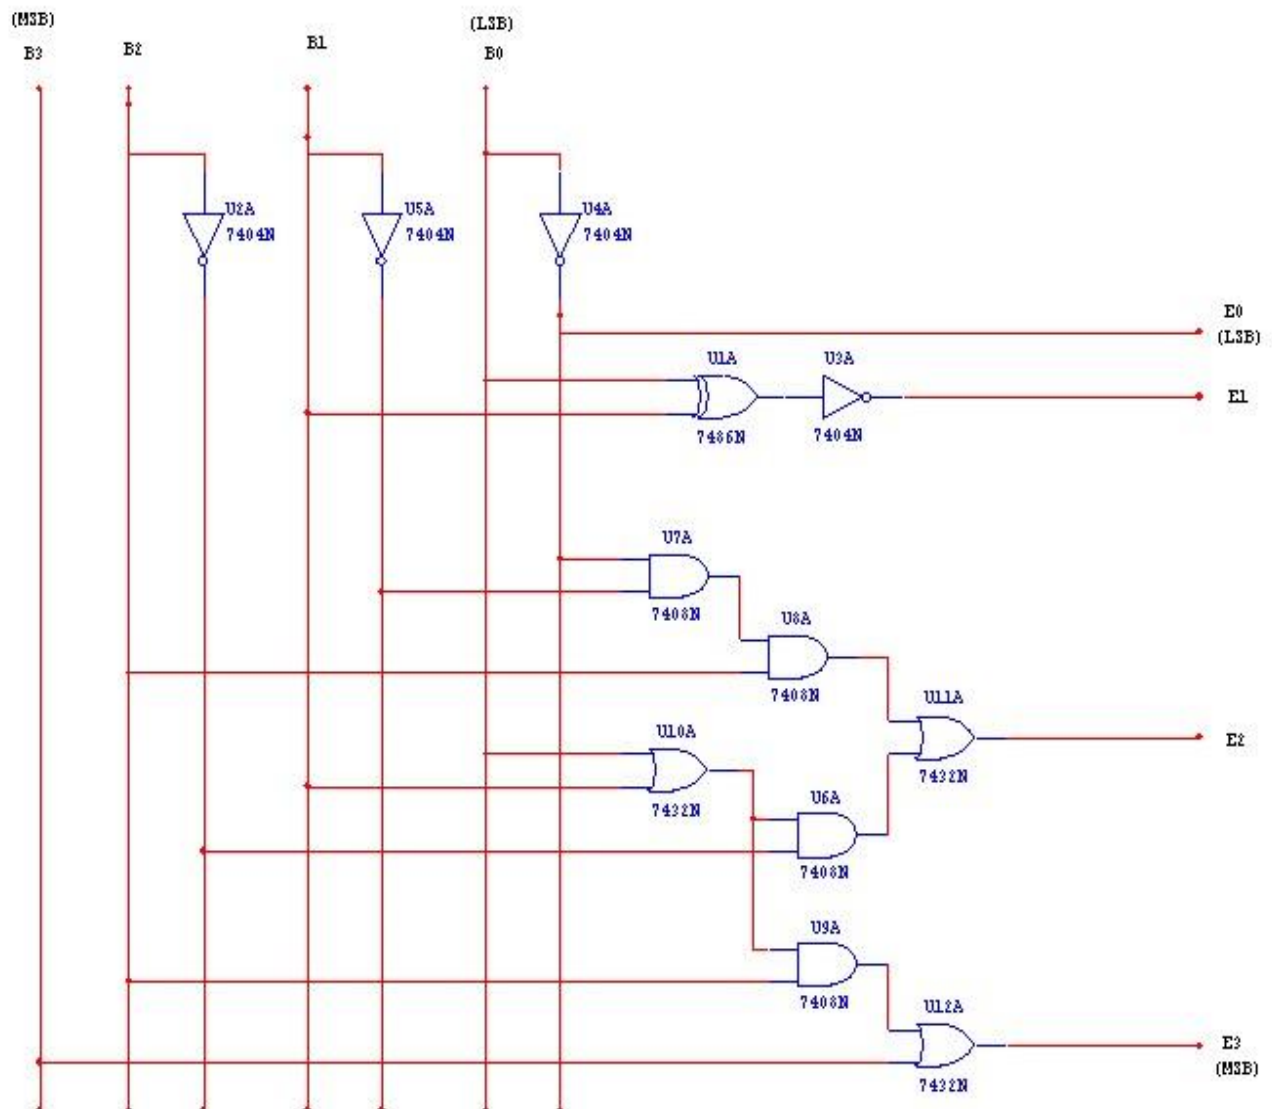 (MSB)
B3
B2
B1
(LSB)
B0
U2A
7404N
U5A
7404N
U4A
7404N
E0
(LSB)
U1A
7486N
U3A
7404N
E1
U7A
7408N
U8A
7408N
U11A
7432N
E2
U10A
7432N
U6A
7408N
U9A
7408N
U12A
7432N
E3
(MSB)